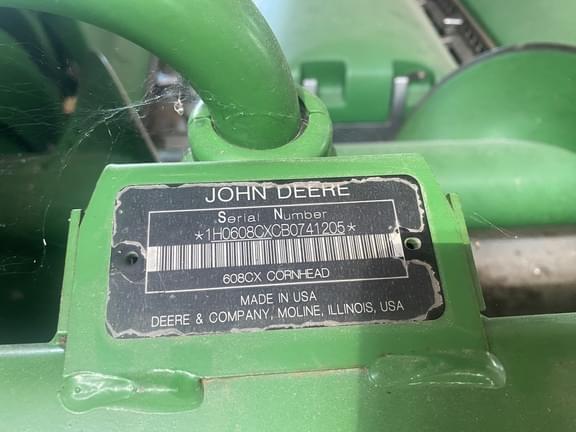 JOHN DEERE
Serial Number
*1H0608CXCB0741205*
608CX CORNHEAD
MADE IN USA
DEERE & COMPANY, MOLINE, ILLINOIS, USA